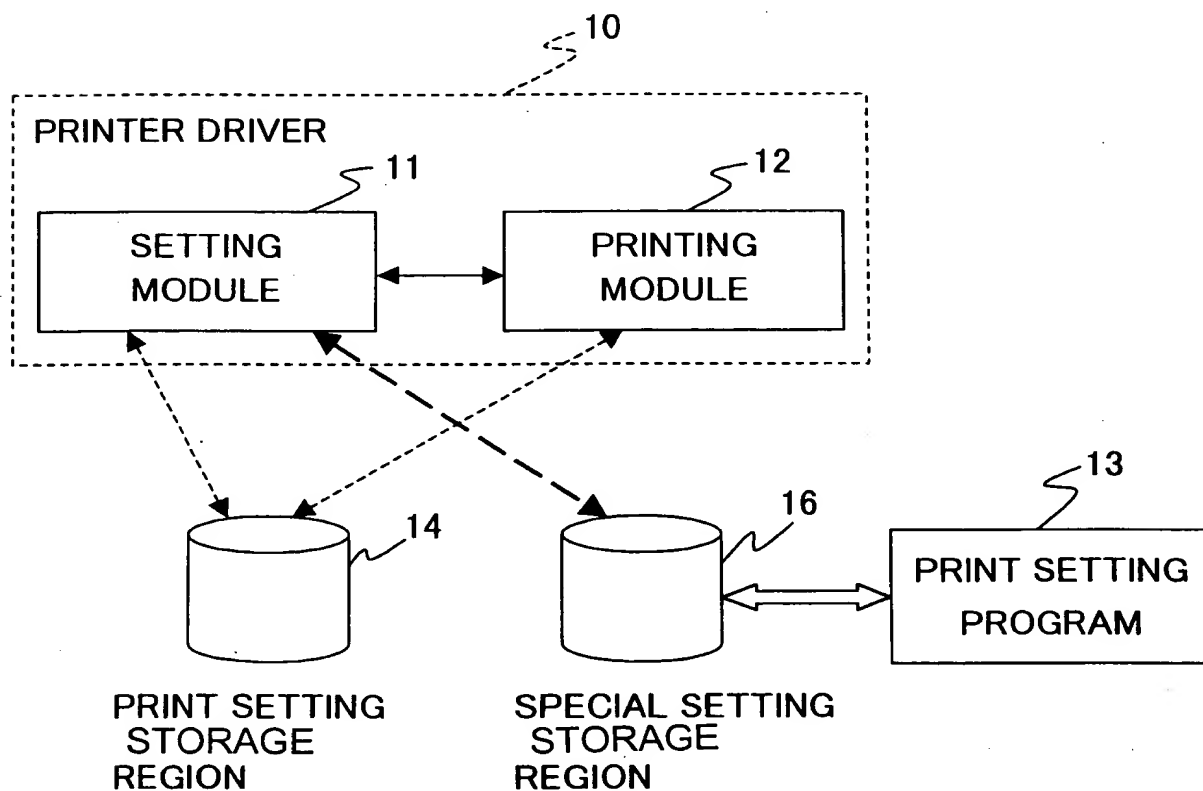 10
PRINTER DRIVER
11
12
SETTING
MODULE
PRINTING
MODULE
13
14
16
PRINT SETTING
PROGRAM
PRINT SETTING
STORAGE
REGION
SPECIAL SETTING
STORAGE
REGION